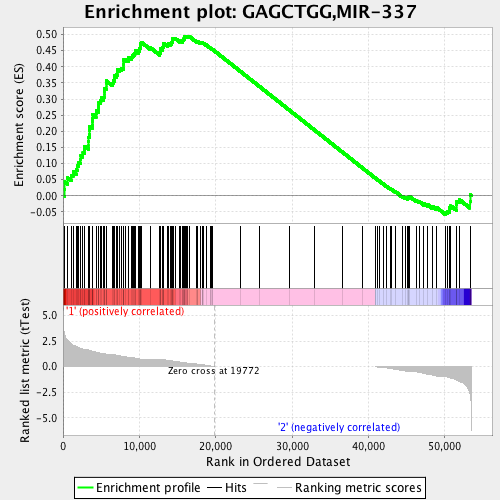 Enrichment plot: GAGCTGG,MIR-337
Enrichment score (ES)
0.50
0.45
0.40
0.35
0.30
0.25
0.20
0.15
0.10
0.05
0.00
-0.05
'1' (positively correlated)
Ranked list metric (tTest)
5.0
2.5
0.0
-2.5
-5.0
Zero cross at 19772
'2' (negatively correlated)
0
10,000
20,000
30,000
40,000
50,000
Rank in Ordered Dataset
Enrichment profile
Hits
Ranking metric scores